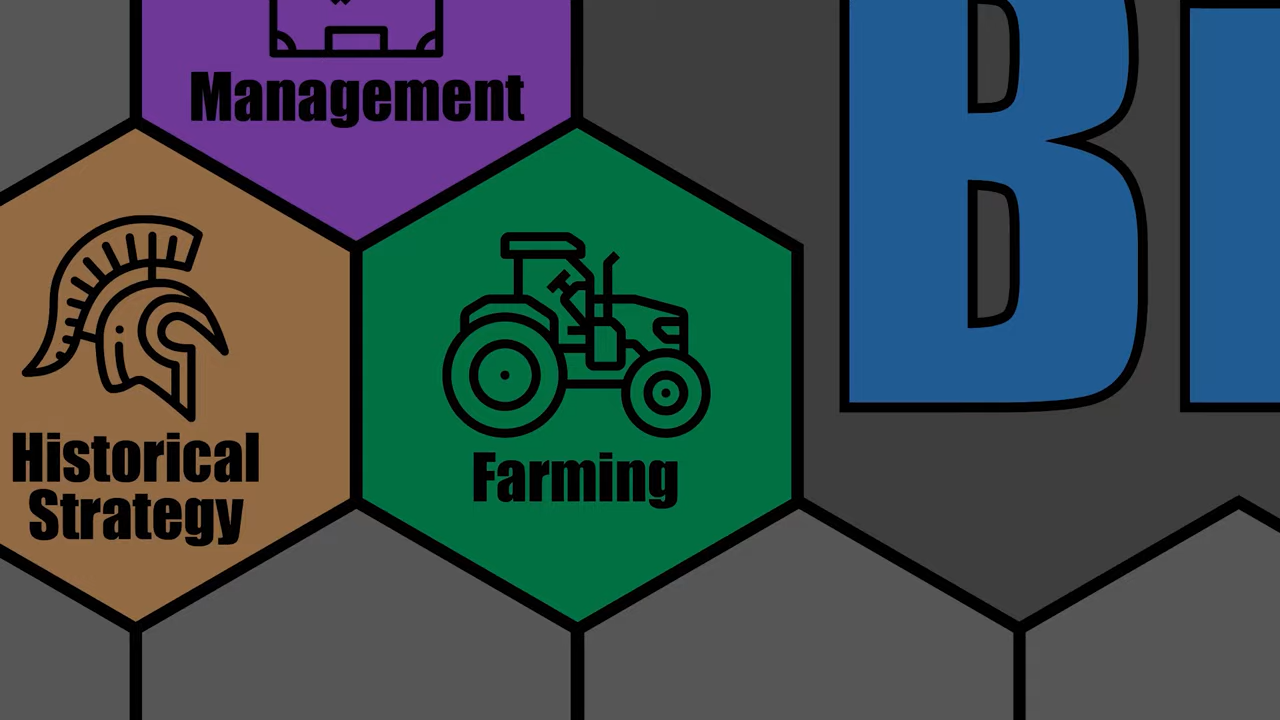 Management
Historical
Strategy
Farming
B